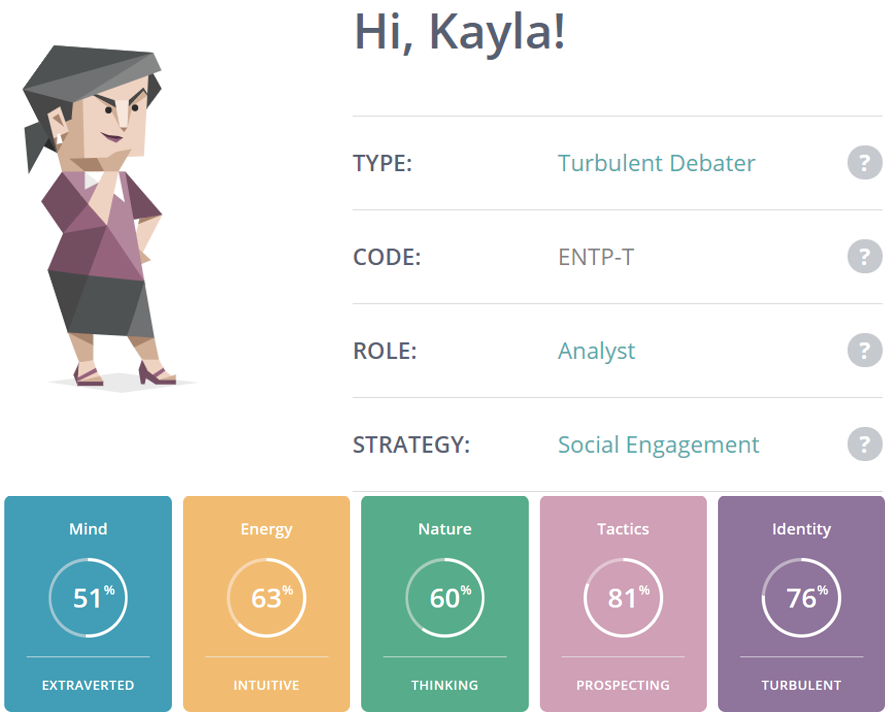 Hi, Kayla!
TYPE: Turbulent Debater ?
CODE: ENTP-T ?
ROLE: Analyst ?
STRATEGY: Social Engagement ?
Mind Energy Nature Tactics Identity
51% 63% 60% 81% 76%
EXTRAVERTED INTUITIVE THINKING PROSPECTING TURBULENT